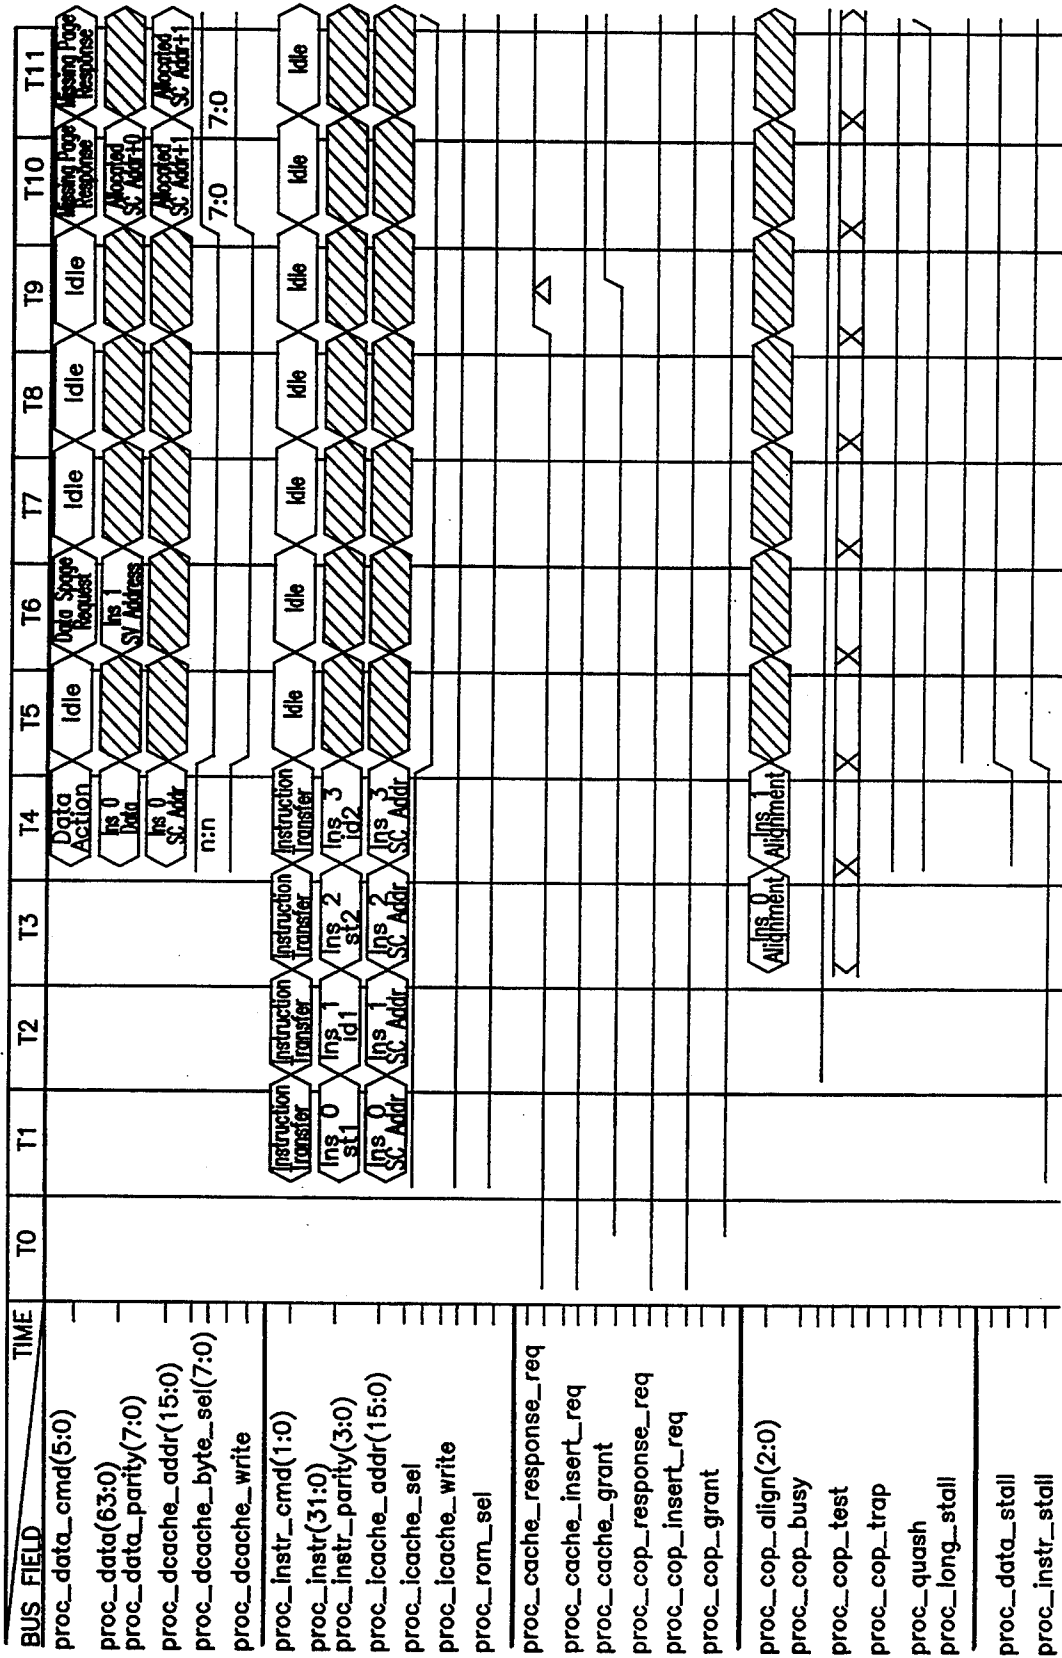 BUS FIELD TIME T0 T1 T2 T3 T4 T5 T6 T7 T8 T9 T10 T11
proc_data_cmd(5:0) Data Action Idle Data Spage Request Idle Idle Idle Missing Page Response Missing Page Response
proc_data(63:0) Ins 0 Data Ins 1 SV Address Allocated SC Addr+0
proc_data_parity(7:0)
proc_dcache_addr(15:0) Ins 0 SC Addr Allocated SC Addr+1 Allocated SC Addr+1
proc_dcache_byte_sel(7:0) n:n 7:0 7:0
proc_dcache_write
proc_instr_cmd(1:0) Instruction Transfer Instruction Transfer Instruction Transfer Instruction Transfer Idle Idle Idle Idle Idle Idle Idle
proc_instr(31:0) Ins 0 st1 Ins 1 id1 Ins 2 st2 Ins 3 id2
proc_instr_parity(3:0)
proc_icache_addr(15:0) Ins 0 SC Addr Ins 1 SC Addr Ins 2 SC Addr Ins 3 SC Addr
proc_icache_sel
proc_icache_write
proc_rom_sel
proc_cache_response_req
proc_cache_insert_req
proc_cache_grant
proc_cop_response_req
proc_cop_insert_req
proc_cop_grant
proc_cop_align(2:0) Ins 0 Alignment Ins 1 Alignment
proc_cop_busy
proc_cop_test
proc_cop_trap
proc_quash
proc_long_stall
proc_data_stall
proc_instr_stall